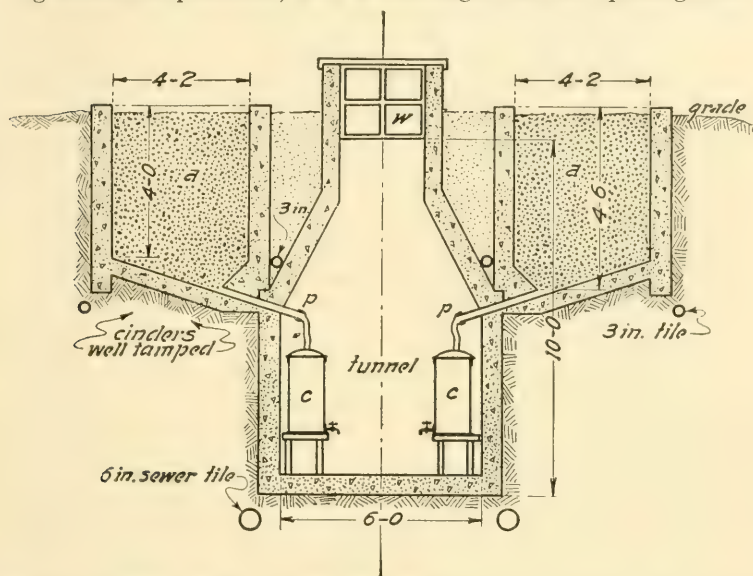 4-2
4-2
w
grade
a
a
4-0
4-6
3 in.
P
P
cinders
well tamped
10-0
3 in. tile
tunnel
C
C
6 in. sewer tile
6-0